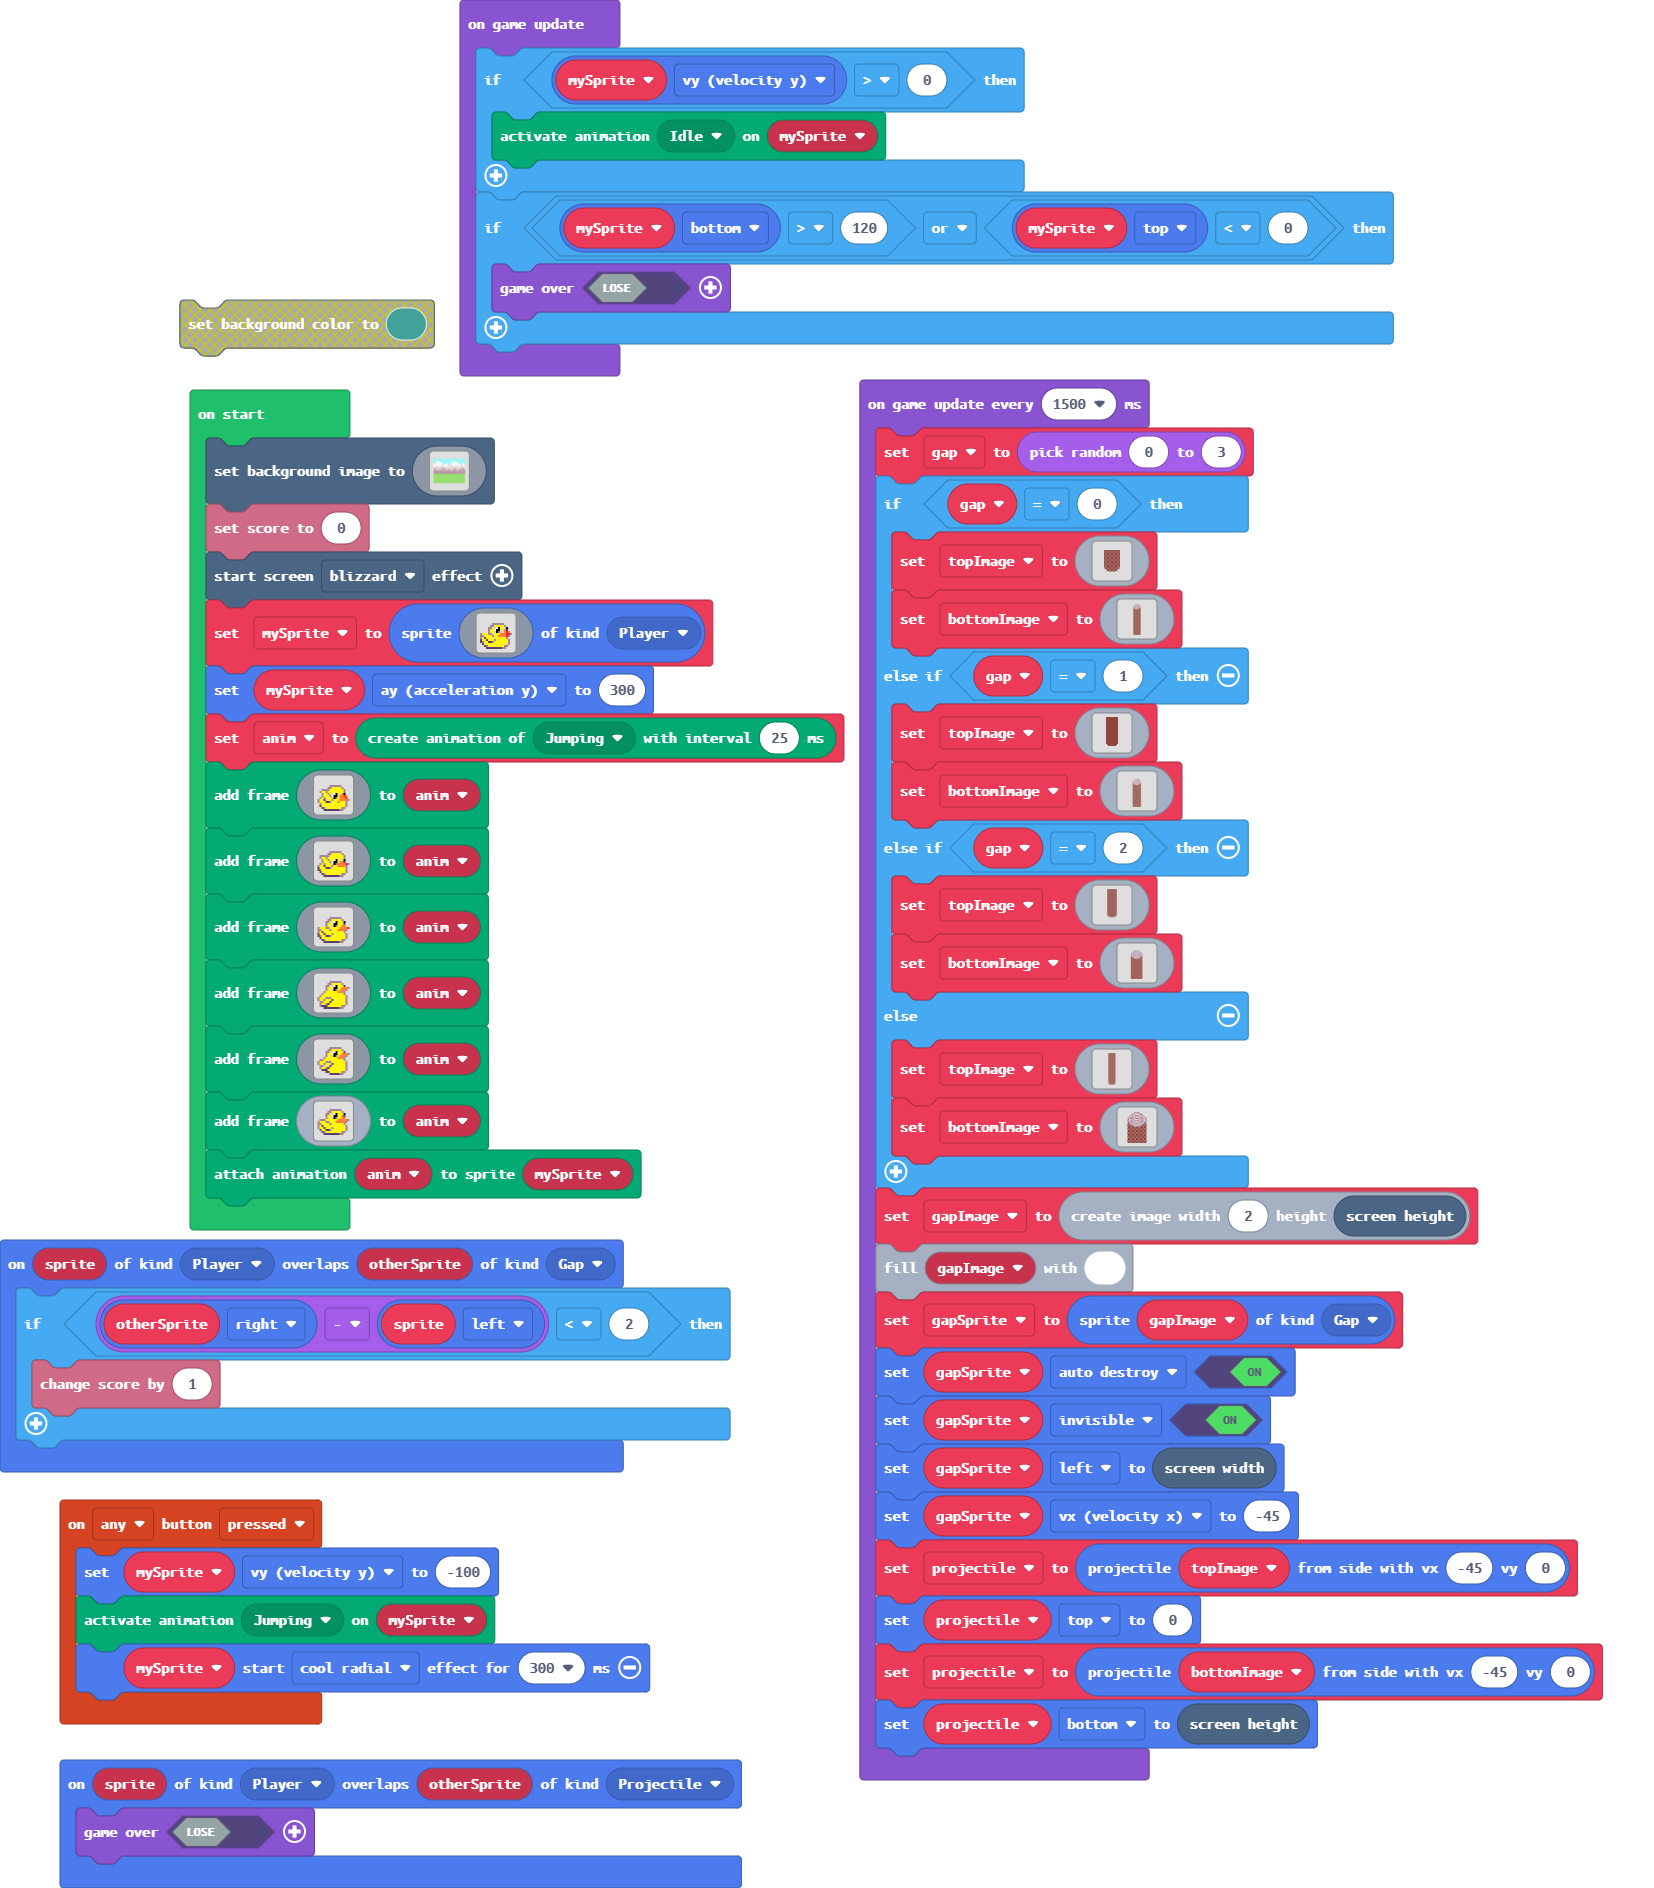 on game update
if mySprite vy (velocity y) > 0 then
activate animation Idle on mySprite
if mySprite bottom > 120 or mySprite top < 0 then
game over LOSE
set background color to
on start
set background image to
set score to 0
start screen blizzard effect
set mySprite to sprite of kind Player
set mySprite ay (acceleration y) to 300
set anim to create animation of Jumping with interval 25 ms
add frame to anim
add frame to anim
add frame to anim
add frame to anim
add frame to anim
add frame to anim
attach animation anim to sprite mySprite
on sprite of kind Player overlaps otherSprite of kind Gap
if otherSprite right - sprite left < 2 then
change score by 1
on any button pressed
set mySprite vy (velocity y) to -100
activate animation Jumping on mySprite
mySprite start cool radial effect for 300 ms
on sprite of kind Player overlaps otherSprite of kind Projectile
game over LOSE
on game update every 1500 ms
set gap to pick random 0 to 3
if gap = 0 then
set topImage to
set bottomImage to
else if gap = 1 then
set topImage to
set bottomImage to
else if gap = 2 then
set topImage to
set bottomImage to
else
set topImage to
set bottomImage to
set gapImage to create image width 2 height screen height
fill gapImage with
set gapSprite to sprite gapImage of kind Gap
set gapSprite auto destroy ON
set gapSprite invisible ON
set gapSprite left to screen width
set gapSprite vx (velocity x) to -45
set projectile to projectile topImage from side with vx -45 vy 0
set projectile top to 0
set projectile to projectile bottomImage from side with vx -45 vy 0
set projectile bottom to screen height